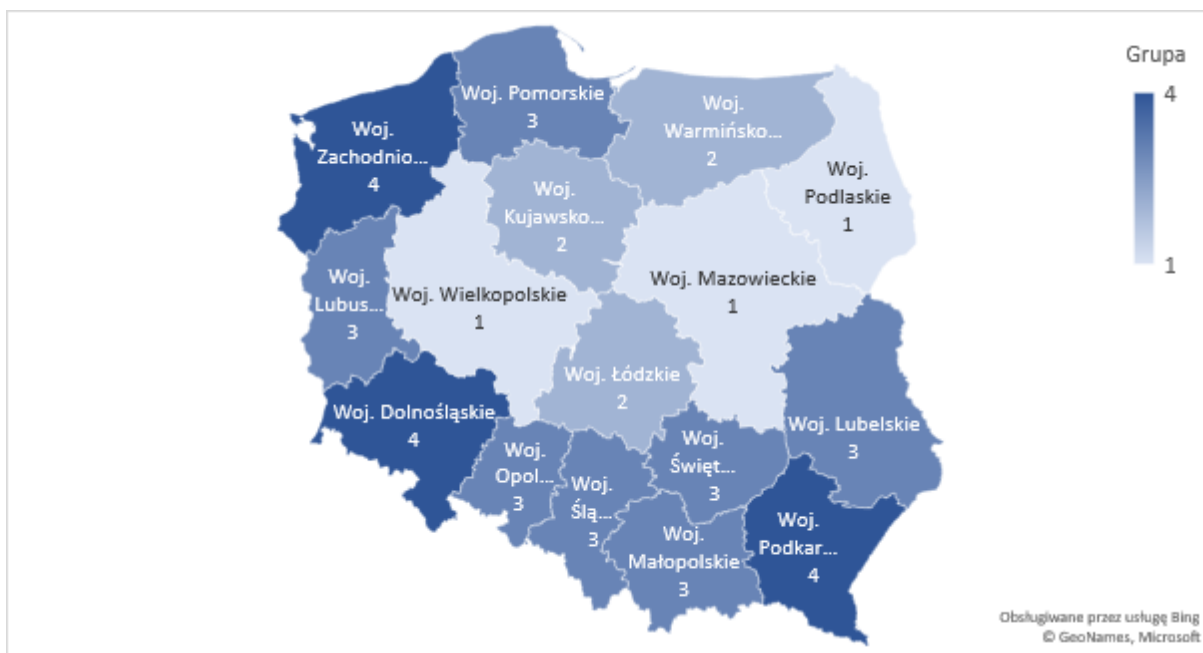 Grupa
4
1
Woj. Pomorskie
3
Woj.
Warmińsko...
2
Woj.
Zachodnio...
4
Woj.
Podlaskie
1
Woj.
Kujawsko...
2
Woj.
Lubus...
3
Woj. Wielkopolskie
1
Woj. Mazowieckie
1
Woj. Łódzkie
2
Woj. Dolnośląskie
4
Woj. Lubelskie
3
Woj.
Opol...
3
Woj.
Ślą...
3
Woj.
Święt...
3
Woj.
Małopolskie
3
Woj.
Podkar...
4
Obsługiwane przez usługę Bing
© GeoNames, Microsoft